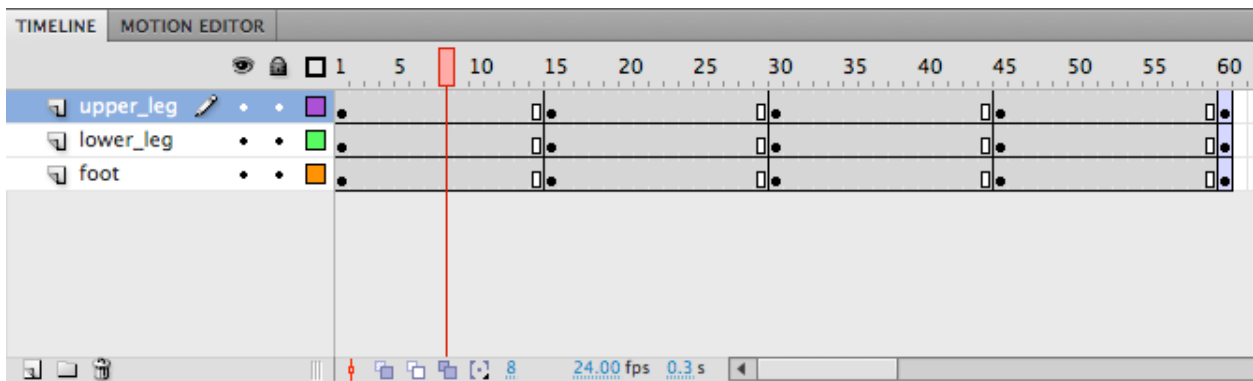 TIMELINE MOTION EDITOR
1 5 10 15 20 25 30 35 40 45 50 55 60
upper_leg
lower_leg
foot
8 24.00 fps 0.3 s